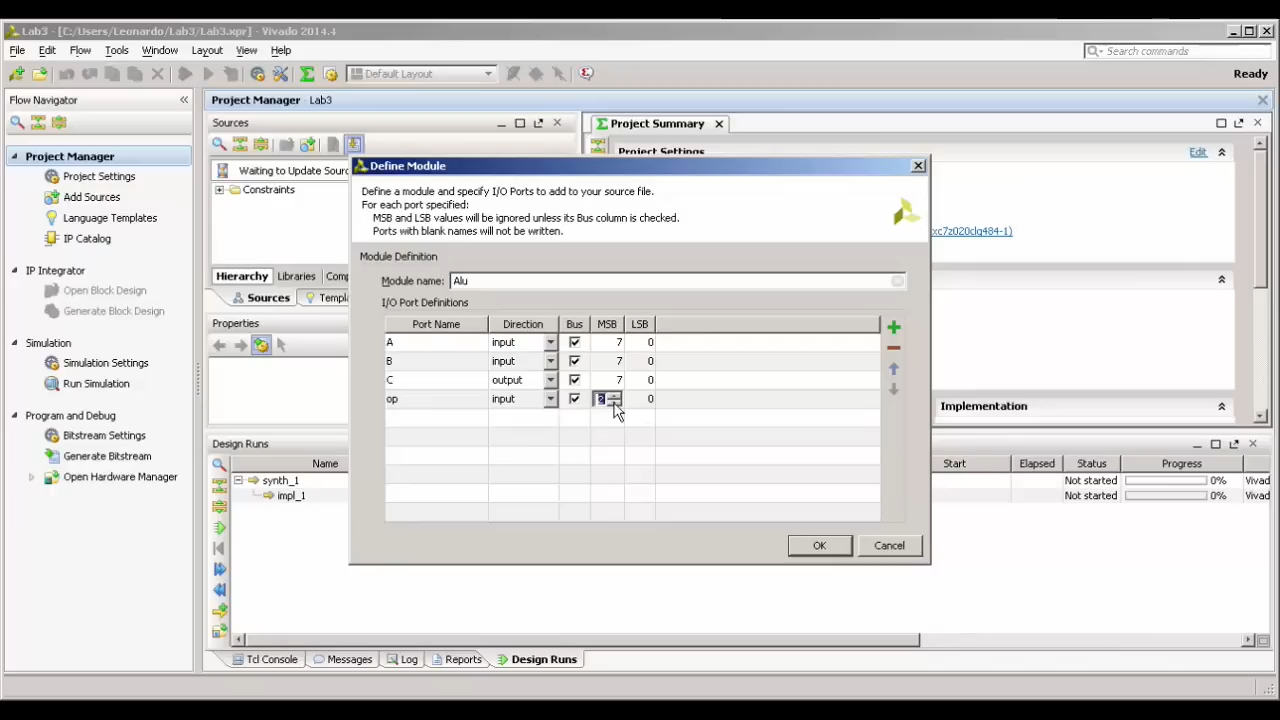 Lab3 - [C:/Users/Leonardo/Lab3/Lab3.xpr] - Vivado 2014.4
File Edit Flow Tools Window Layout View Help
Search commands
Default Layout
Ready
Flow Navigator
Project Manager
Project Settings
Add Sources
Language Templates
IP Catalog
IP Integrator
Open Block Design
Generate Block Design
Simulation
Simulation Settings
Run Simulation
Program and Debug
Bitstream Settings
Generate Bitstream
Open Hardware Manager
Project Manager - Lab3
Sources
Waiting to Update Sourc
Constraints
Hierarchy Libraries Comp
Sources Templa
Properties
Project Summary
Project Settings Edit
xc7z020clg484-1)
Implementation
Define Module
Define a module and specify I/O Ports to add to your source file.
For each port specified:
MSB and LSB values will be ignored unless its Bus column is checked.
Ports with blank names will not be written.
Module Definition
Module name: Alu
I/O Port Definitions
Port Name Direction Bus MSB LSB
A input 7 0
B input 7 0
C output 7 0
op input 2 0
OK Cancel
Design Runs
Name Start Elapsed Status Progress
synth_1 Not started 0% Vivad
impl_1 Not started 0% Vivad
Tcl Console Messages Log Reports Design Runs